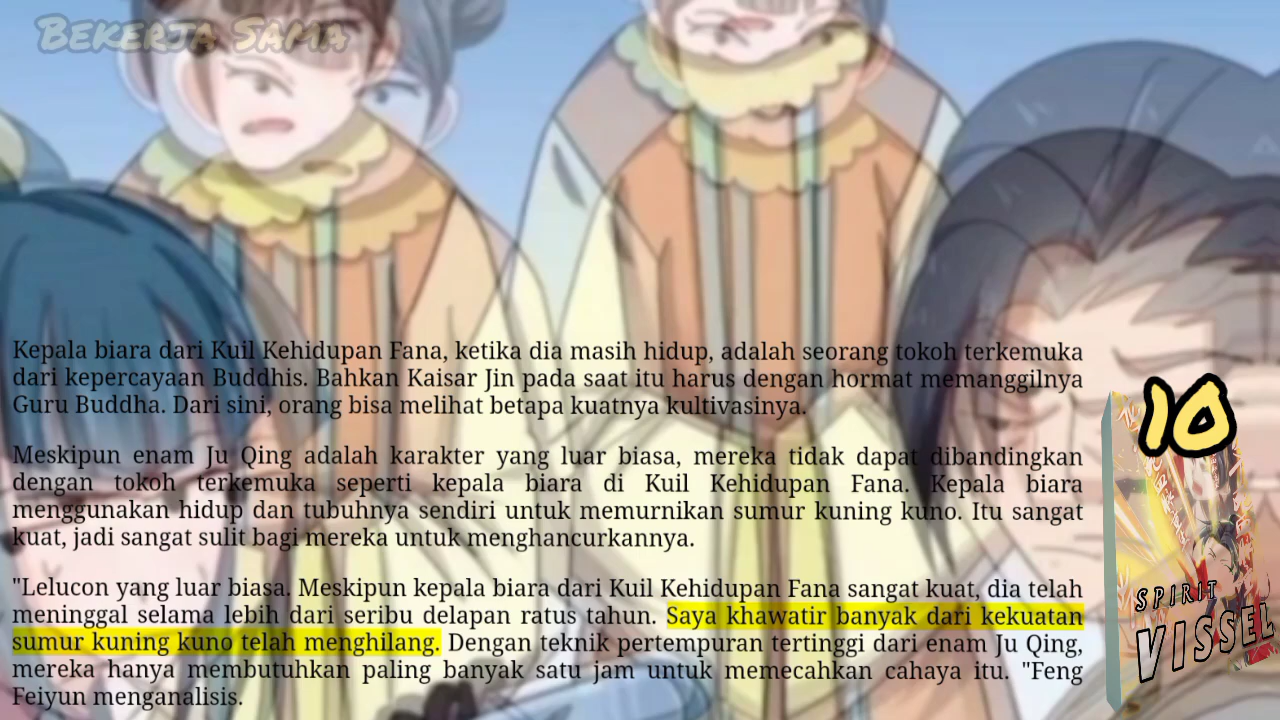 Bekerja Sama
Kepala biara dari Kuil Kehidupan Fana, ketika dia masih hidup, adalah seorang tokoh terkemuka
dari kepercayaan Buddhis. Bahkan Kaisar Jin pada saat itu harus dengan hormat memanggilnya
Guru Buddha. Dari sini, orang bisa melihat betapa kuatnya kultivasinya.
Meskipun enam Ju Qing adalah karakter yang luar biasa, mereka tidak dapat dibandingkan
dengan tokoh terkemuka seperti kepala biara di Kuil Kehidupan Fana. Kepala biara
menggunakan hidup dan tubuhnya sendiri untuk memurnikan sumur kuning kuno. Itu sangat
kuat, jadi sangat sulit bagi mereka untuk menghancurkannya.
"Lelucon yang luar biasa. Meskipun kepala biara dari Kuil Kehidupan Fana sangat kuat, dia telah
meninggal selama lebih dari seribu delapan ratus tahun. Saya khawatir banyak dari kekuatan
sumur kuning kuno telah menghilang. Dengan teknik pertempuran tertinggi dari enam Ju Qing,
mereka hanya membutuhkan paling banyak satu jam untuk memecahkan cahaya itu. "Feng
Feiyun menganalisis.
10
SPIRIT
VISSEL